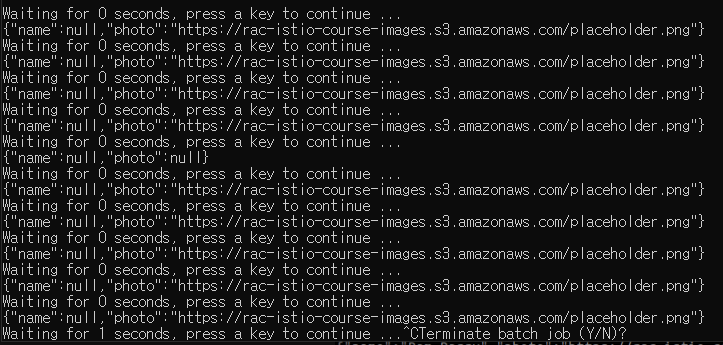 Waiting for 0 seconds, press a key to continue ...
{"name":null,"photo":"https://rac-istio-course-images.s3.amazonaws.com/placeholder.png"}
Waiting for 0 seconds, press a key to continue ...
{"name":null,"photo":"https://rac-istio-course-images.s3.amazonaws.com/placeholder.png"}
Waiting for 0 seconds, press a key to continue ...
{"name":null,"photo":"https://rac-istio-course-images.s3.amazonaws.com/placeholder.png"}
Waiting for 0 seconds, press a key to continue ...
{"name":null,"photo":"https://rac-istio-course-images.s3.amazonaws.com/placeholder.png"}
Waiting for 0 seconds, press a key to continue ...
{"name":null,"photo":null}
Waiting for 0 seconds, press a key to continue ...
{"name":null,"photo":"https://rac-istio-course-images.s3.amazonaws.com/placeholder.png"}
Waiting for 0 seconds, press a key to continue ...
{"name":null,"photo":"https://rac-istio-course-images.s3.amazonaws.com/placeholder.png"}
Waiting for 0 seconds, press a key to continue ...
{"name":null,"photo":"https://rac-istio-course-images.s3.amazonaws.com/placeholder.png"}
Waiting for 0 seconds, press a key to continue ...
{"name":null,"photo":"https://rac-istio-course-images.s3.amazonaws.com/placeholder.png"}
Waiting for 0 seconds, press a key to continue ...
{"name":null,"photo":"https://rac-istio-course-images.s3.amazonaws.com/placeholder.png"}
Waiting for 1 seconds, press a key to continue ...^CTerminate batch job (Y/N)?